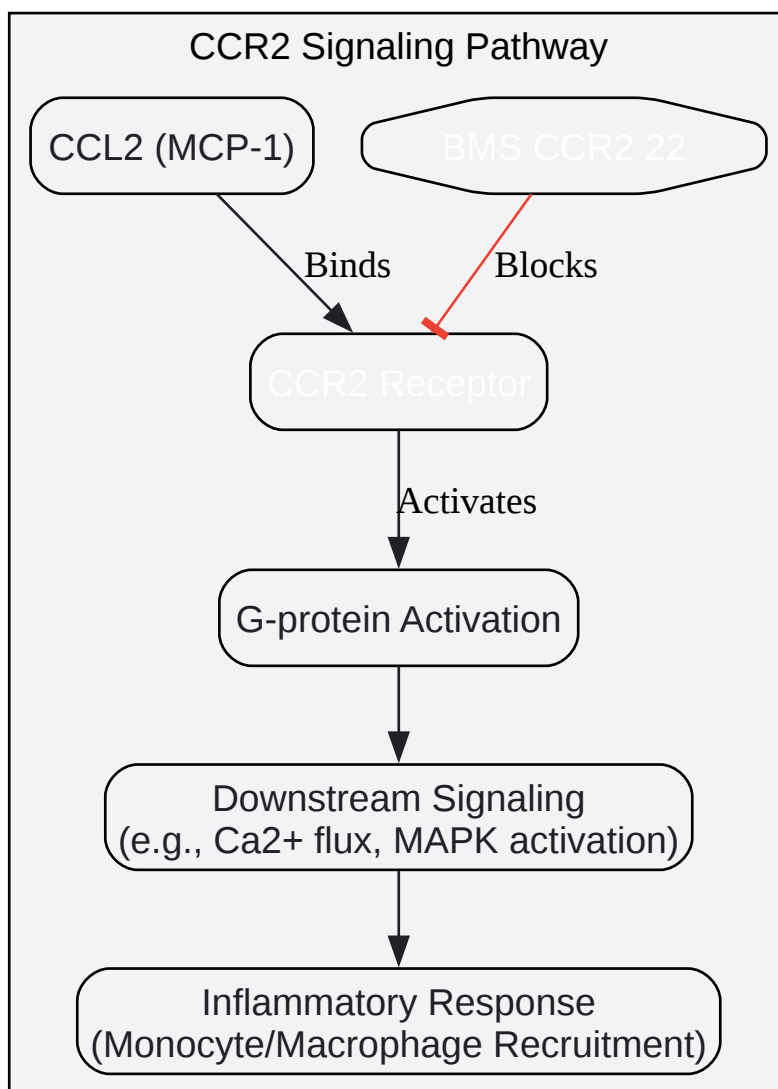 CCR2 Signaling Pathway
CCL2 (MCP-1)
BMS CCR2 22
Binds
Blocks
CCR2 Receptor
Activates
G-protein Activation
Downstream Signaling
(e.g., Ca2+ flux, MAPK activation)
Inflammatory Response
(Monocyte/Macrophage Recruitment)